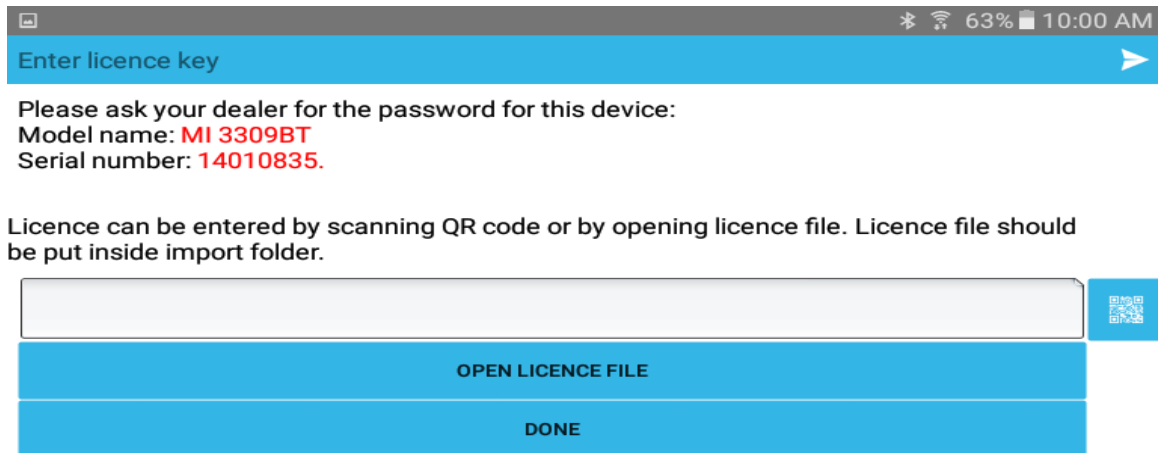 63% 10:00 AM
Enter licence key
Please ask your dealer for the password for this device:
Model name: MI 3309BT
Serial number: 14010835.
Licence can be entered by scanning QR code or by opening licence file. Licence file should
be put inside import folder.
OPEN LICENCE FILE
DONE